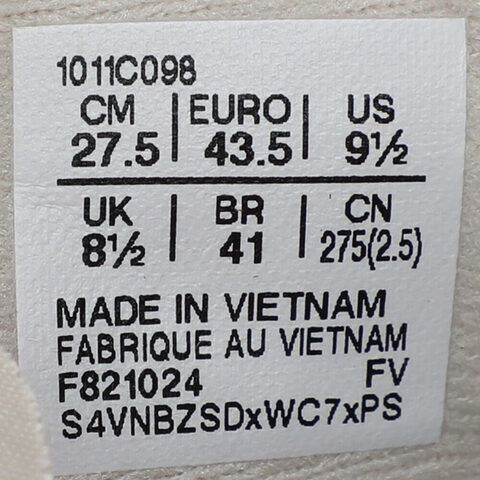 1011C098
CM | EURO | US
27.5 | 43.5 | 9½
UK | BR | CN
8½ | 41 | 275(2.5)
MADE IN VIETNAM
FABRIQUE AU VIETNAM
F821024 FV
S4VNBZSDxWC7xPS